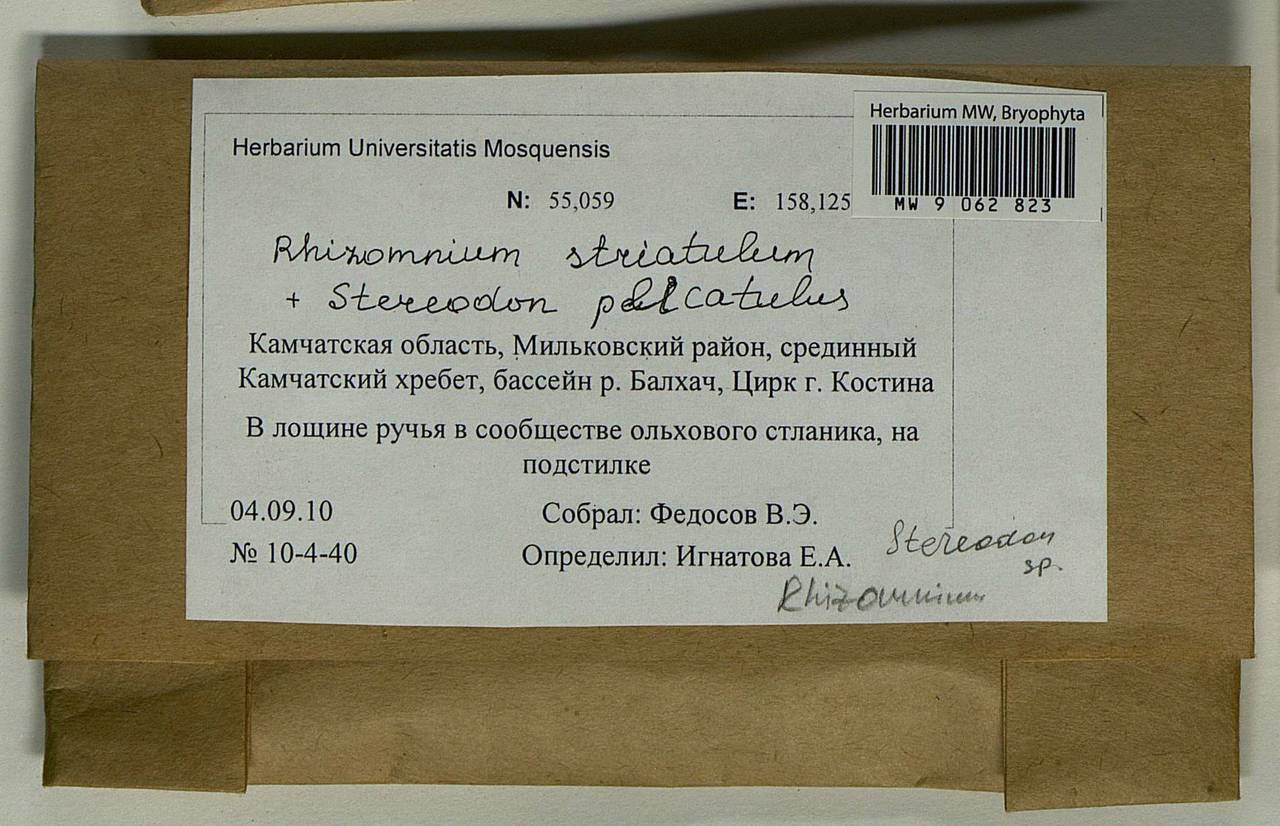 Herbarium MW, Bryophyta
MW 9 062 823
Herbarium Universitatis Mosquensis
N: 55,059 E: 158,125
Rhizomnium striatulum
+ Stereodon plicatulus
Камчатская область, Мильковский район, срединный
Камчатский хребет, бассейн р. Балхач, Цирк г. Костина
В лощине ручья в сообществе ольхового стланика, на
подстилке
04.09.10 Собрал: Федосов В.Э.
№ 10-4-40 Определил: Игнатова Е.А.
Stereodon
sp.
Rhizomnium